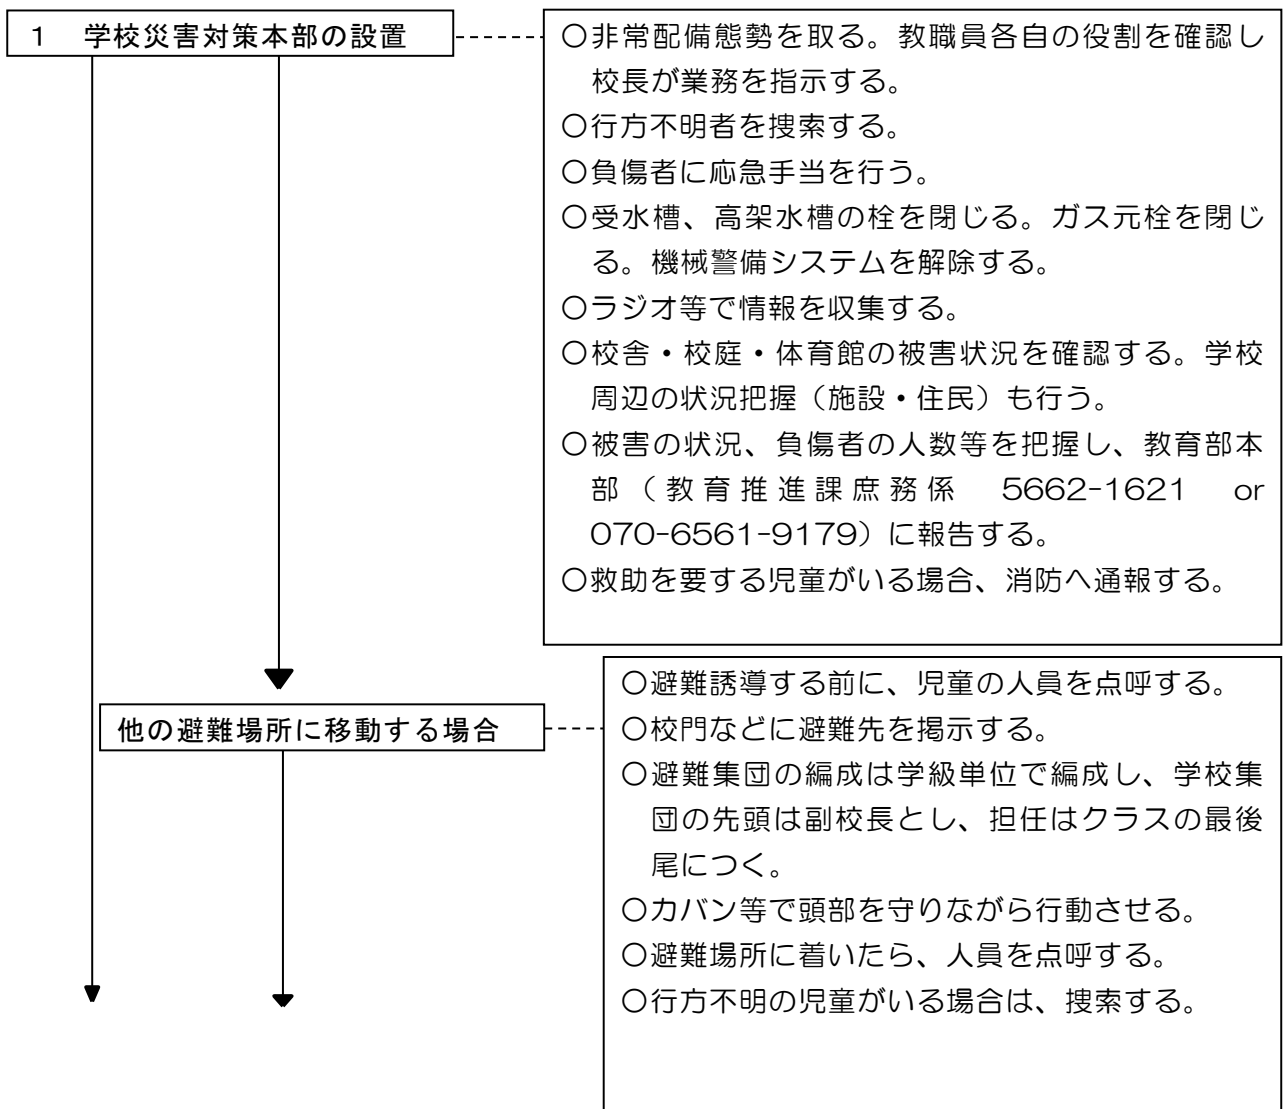 １　学校災害対策本部の設置
〇非常配備態勢を取る。教職員各自の役割を確認し
校長が業務を指示する。
〇行方不明者を捜索する。
〇負傷者に応急手当を行う。
〇受水槽、高架水槽の栓を閉じる。ガス元栓を閉じ
る。機械警備システムを解除する。
〇ラジオ等で情報を収集する。
〇校舎・校庭・体育館の被害状況を確認する。学校
周辺の状況把握（施設・住民）も行う。
〇被害の状況、負傷者の人数等を把握し、教育部本
部（教育推進課庶務係　5662-1621　or
070-6561-9179）に報告する。
〇救助を要する児童がいる場合、消防へ通報する。
他の避難場所に移動する場合
〇避難誘導する前に、児童の人員を点呼する。
〇校門などに避難先を掲示する。
〇避難集団の編成は学級単位で編成し、学校集
団の先頭は副校長とし、担任はクラスの最後
尾につく。
〇カバン等で頭部を守りながら行動させる。
〇避難場所に着いたら、人員を点呼する。
〇行方不明の児童がいる場合は、捜索する。